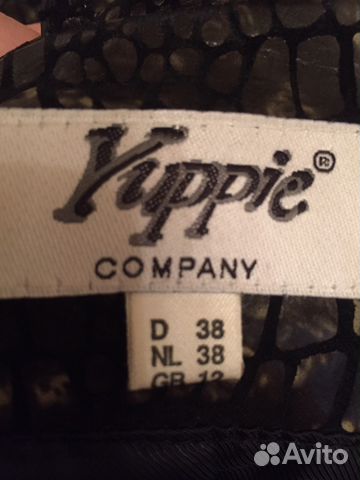 Yuppie®
COMPANY
D 38
NL 38
GB 12
Avito